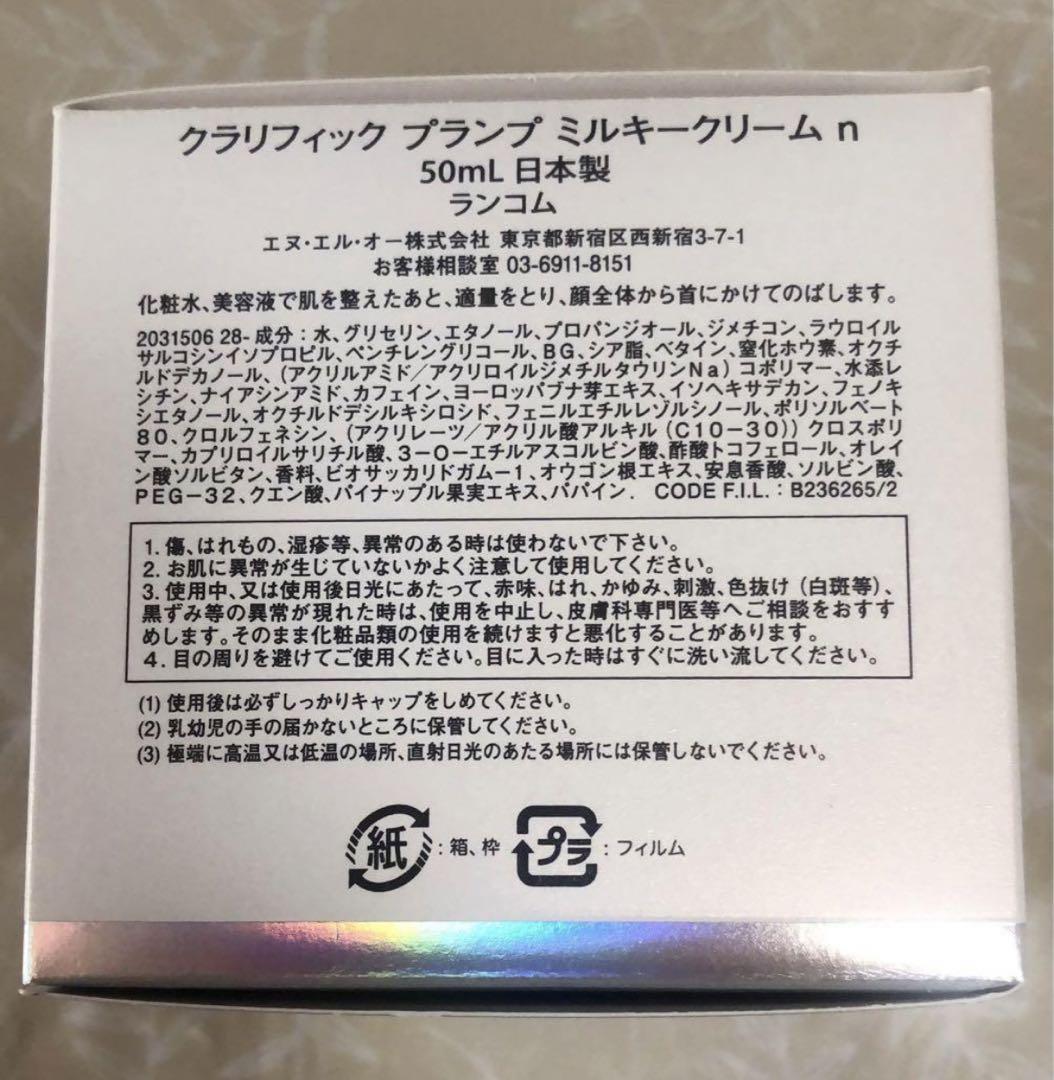 クラリフィック プランプ ミルキークリーム n
50mL 日本製
ランコム
エヌ・エル・オー株式会社 東京都新宿区西新宿3-7-1
お客様相談室 03-6911-8151
化粧水、美容液で肌を整えたあと、適量をとり、顔全体から首にかけてのばします。
2031506 28- 成分：水、グリセリン、エタノール、プロパンジオール、ジメチコン、ラウロイル
サルコシンイソプロピル、ペンチレングリコール、BG、シア脂、ベタイン、窒化ホウ素、オクチ
ルドデカノール、（アクリルアミド／アクリロイルジメチルタウリンNa）コポリマー、水添レ
シチン、ナイアシンアミド、カフェイン、ヨーロッパブナ芽エキス、イソヘキサデカン、フェノキ
シエタノール、オクチルドデシルキシロシド、フェニルエチルレゾルシノール、ポリソルベート
80、クロルフェネシン、（アクリレーツ／アクリル酸アルキル（C10－30））クロスポリ
マー、カプリロイルサリチル酸、3－O－エチルアスコルビン酸、酢酸トコフェロール、オレイ
ン酸ソルビタン、香料、ビオサッカリドガム－1、オウゴン根エキス、安息香酸、ソルビン酸、
PEG－32、クエン酸、パイナップル果実エキス、パパイン． CODE F.I.L.：B236265/2
1. 傷、はれもの、湿疹等、異常のある時は使わないで下さい。
2. お肌に異常が生じていないかよく注意して使用してください。
3. 使用中、又は使用後日光にあたって、赤味、はれ、かゆみ、刺激、色抜け（白斑等）、
黒ずみ等の異常が現れた時は、使用を中止し、皮膚科専門医等へご相談をおすす
めします。そのまま化粧品類の使用を続けますと悪化することがあります。
4. 目の周りを避けてご使用ください。目に入った時はすぐに洗い流してください。
(1) 使用後は必ずしっかりキャップをしめてください。
(2) 乳幼児の手の届かないところに保管してください。
(3) 極端に高温又は低温の場所、直射日光のあたる場所には保管しないでください。
紙：箱、枠 プラ：フィルム